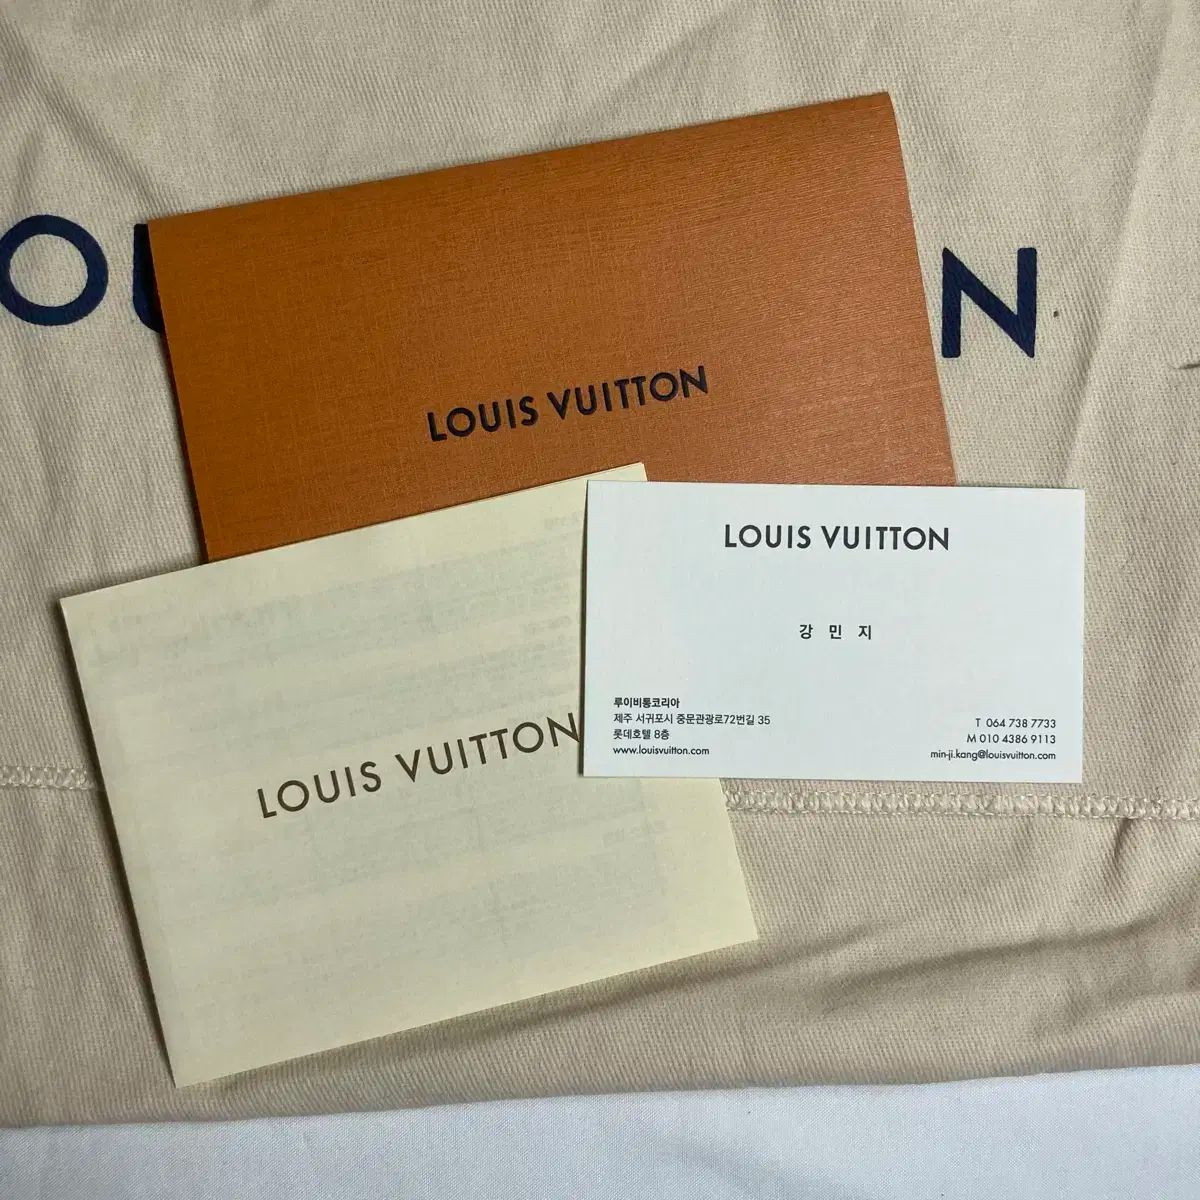 OU
N
LOUIS VUITTON
LOUIS VUITTON
강 민 지
루이비통코리아
제주 서귀포시 중문관광로72번길 35
롯데호텔 8층
www.louisvuitton.com
T 064 738 7733
M 010 4386 9113
min-ji.kang@louisvuitton.com
LOUIS VUITTON